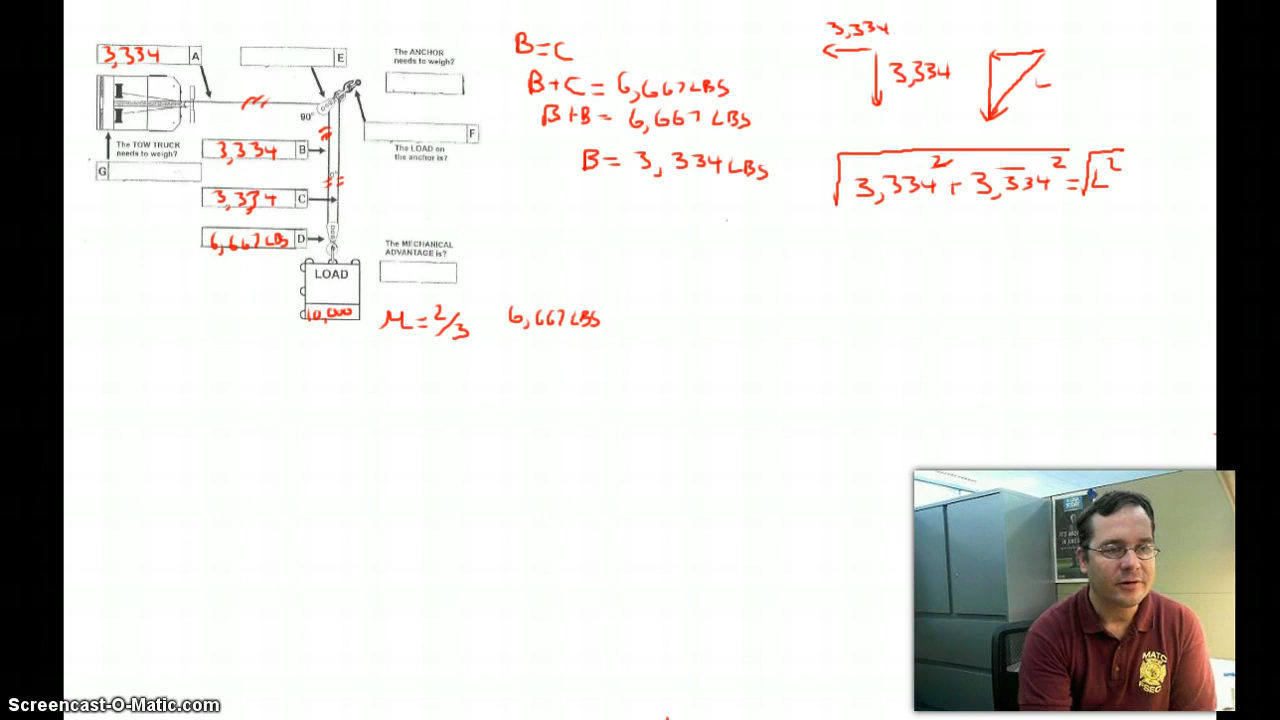 3,334 A
E
The ANCHOR
needs to weigh?
90°
F
The LOAD on
the anchor is?
3,334 B
THE TOW TRUCK
needs to weigh?
G
3,334 C
6,667 LBS D
The MECHANICAL
ADVANTAGE is?
LOAD
10,000
M = 2/3
6,667 LBS
B = C
B + C = 6,667 LBS
B + B = 6,667 LBS
B = 3,334 LBS
3,334
3,334
L
√3,334² + 3,334² = √L²
MATC
Screencast-O-Matic.com